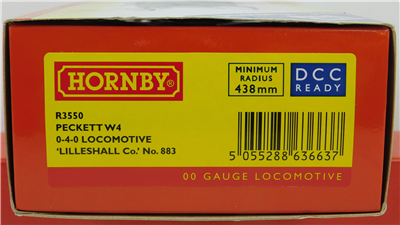 HORNBY®
MINIMUM
RADIUS
438mm
DCC
READY
R3550
PECKETT W4
0-4-0 LOCOMOTIVE
‘LILLESHALL Co.’ No. 883
5 055288 636637
00 GAUGE LOCOMOTIVE